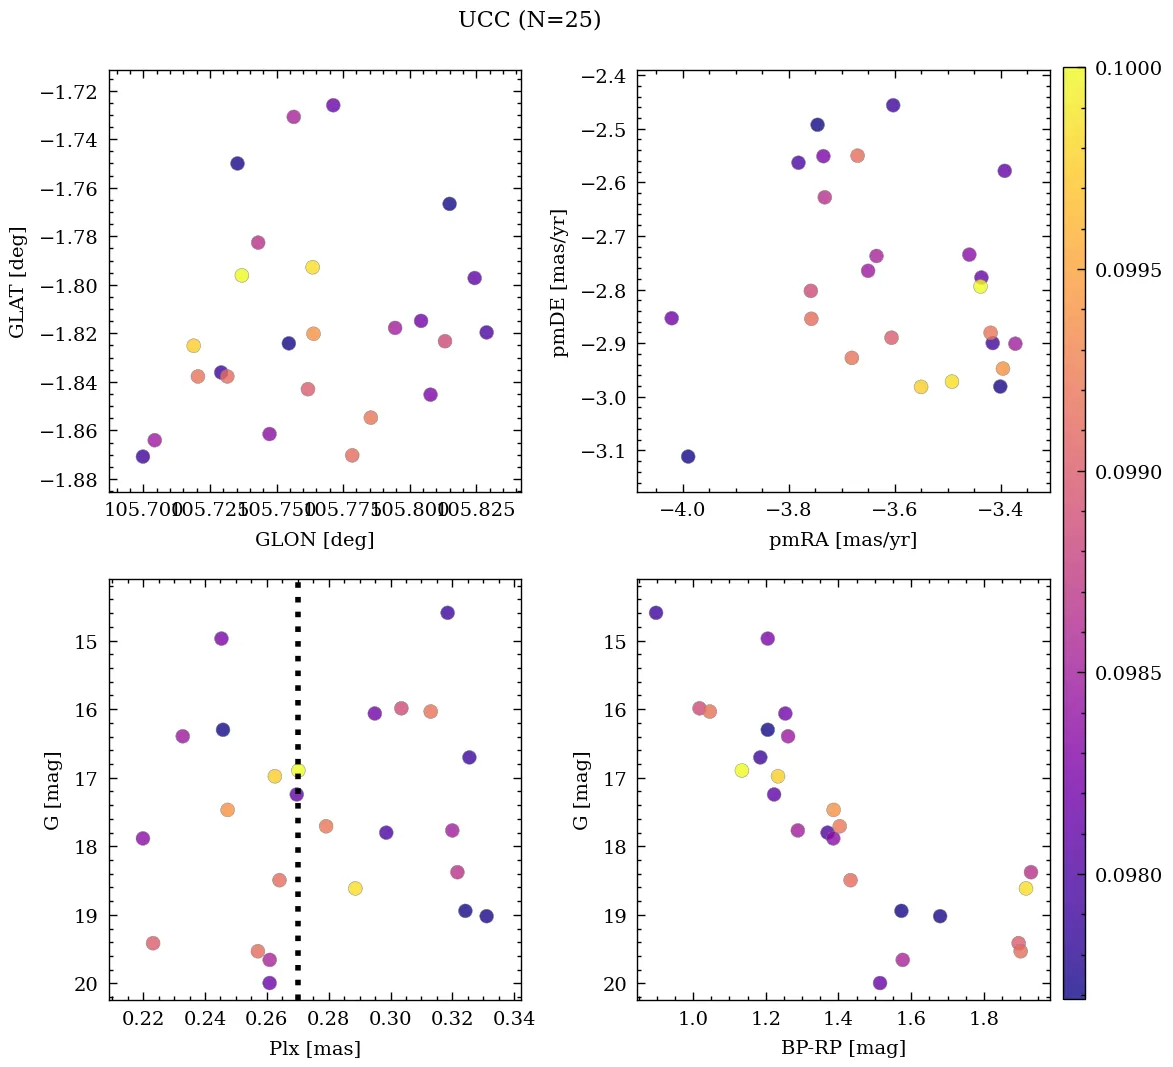 UCC (N=25)
−1.72
−1.74
−1.76
−1.78
−1.80
−1.82
−1.84
−1.86
−1.88
GLAT [deg]
105.700 105.725 105.750 105.775 105.800 105.825
GLON [deg]
−2.4
−2.5
−2.6
−2.7
−2.8
−2.9
−3.0
−3.1
pmDE [mas/yr]
−4.0 −3.8 −3.6 −3.4
pmRA [mas/yr]
0.1000
0.0995
0.0990
0.0985
0.0980
15
16
17
18
19
20
G [mag]
0.22 0.24 0.26 0.28 0.30 0.32 0.34
Plx [mas]
15
16
17
18
19
20
G [mag]
1.0 1.2 1.4 1.6 1.8
BP-RP [mag]